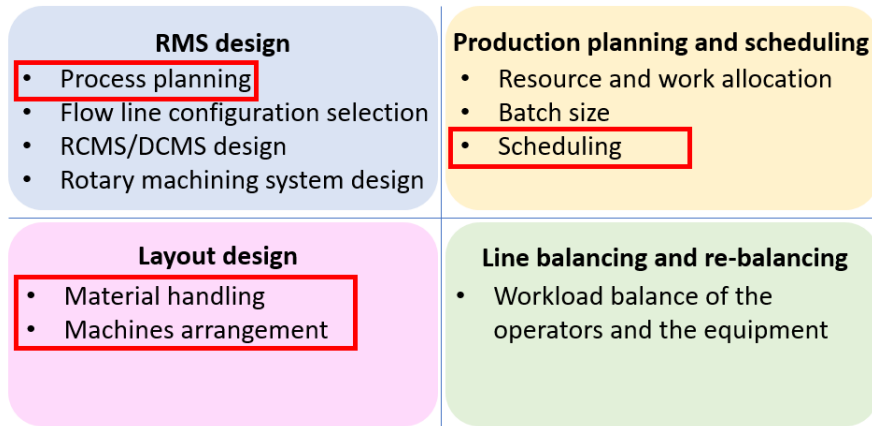 RMS design
• Process planning
• Flow line configuration selection
• RCMS/DCMS design
• Rotary machining system design
Production planning and scheduling
• Resource and work allocation
• Batch size
• Scheduling
Layout design
• Material handling
• Machines arrangement
Line balancing and re-balancing
• Workload balance of the
operators and the equipment